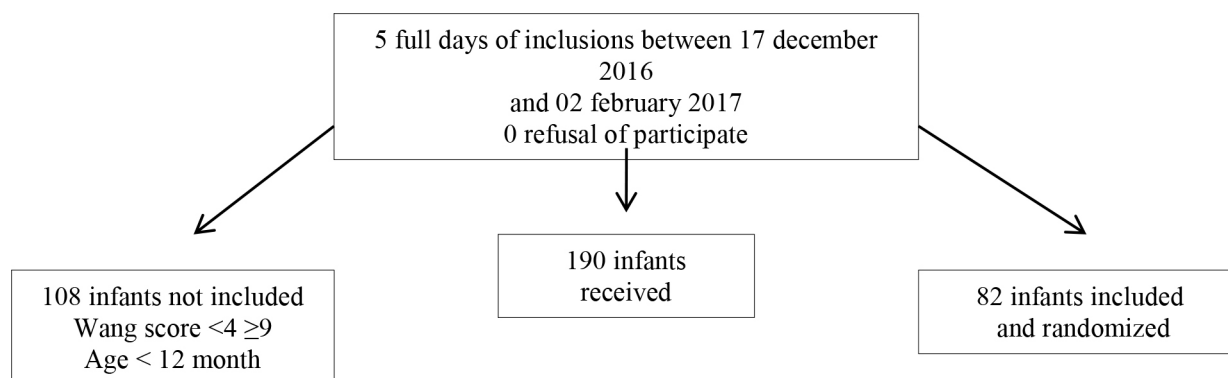 5 full days of inclusions between 17 december
2016
and 02 february 2017
0 refusal of participate
190 infants
received
108 infants not included
Wang score <4 ≥9
Age < 12 month
82 infants included
and randomized